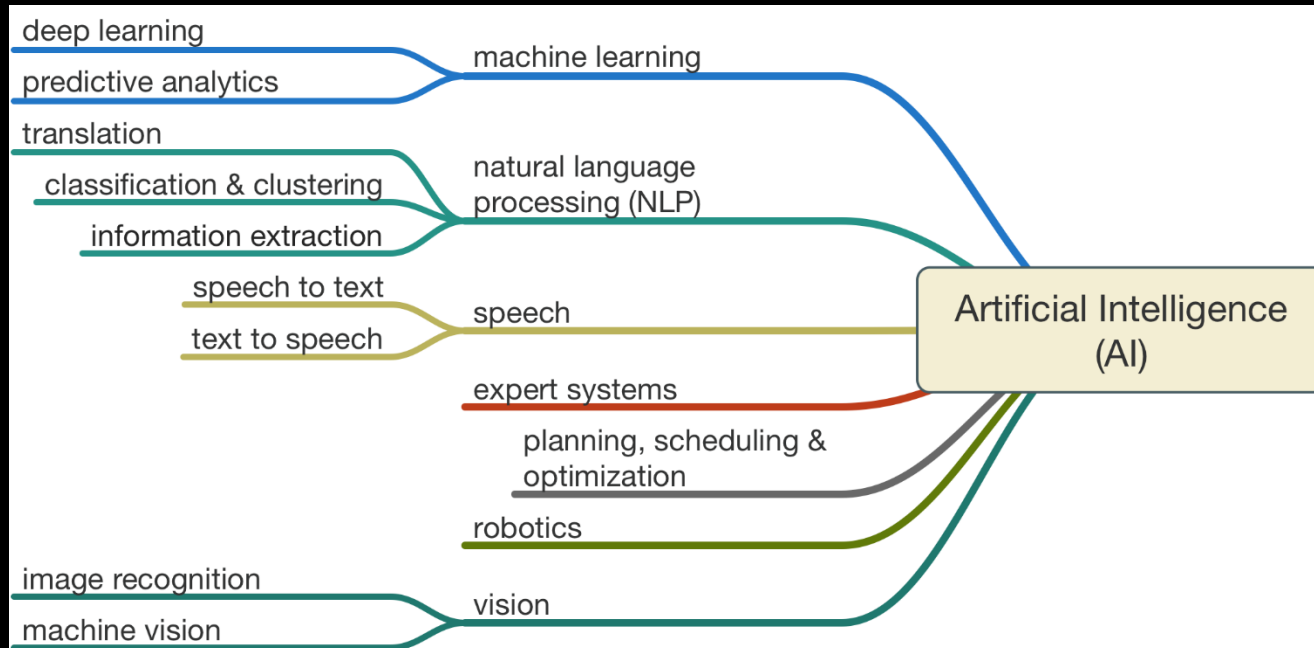 deep learning
predictive analytics
machine learning
translation
classification & clustering
information extraction
natural language
processing (NLP)
speech to text
text to speech
speech
expert systems
planning, scheduling &
optimization
robotics
image recognition
machine vision
vision
Artificial Intelligence
(AI)